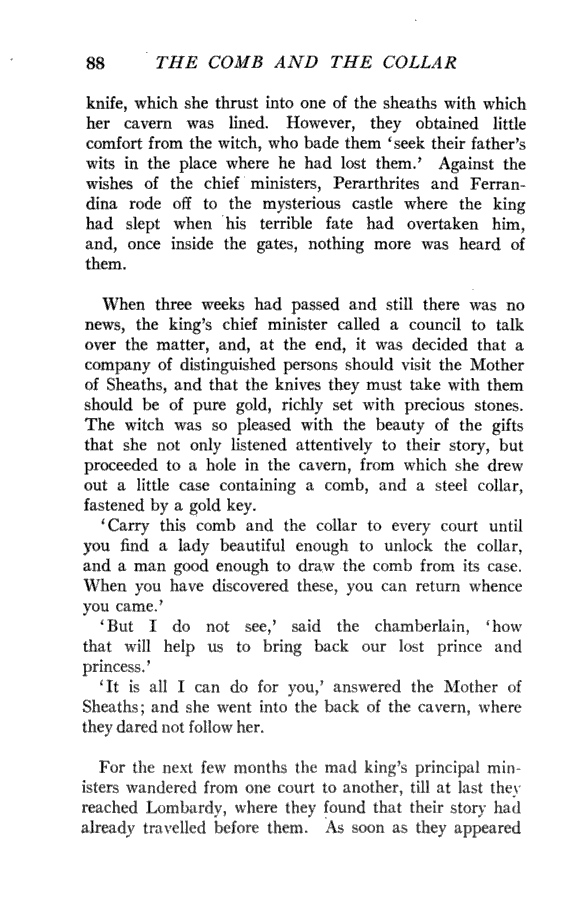 88 THE COMB AND THE COLLAR
knife, which she thrust into one of the sheaths with which
her cavern was lined. However, they obtained little
comfort from the witch, who bade them ‘seek their father’s
wits in the place where he had lost them.’ Against the
wishes of the chief ministers, Perarthrites and Ferran-
dina rode off to the mysterious castle where the king
had slept when his terrible fate had overtaken him,
and, once inside the gates, nothing more was heard of
them.
When three weeks had passed and still there was no
news, the king’s chief minister called a council to talk
over the matter, and, at the end, it was decided that a
company of distinguished persons should visit the Mother
of Sheaths, and that the knives they must take with them
should be of pure gold, richly set with precious stones.
The witch was so pleased with the beauty of the gifts
that she not only listened attentively to their story, but
proceeded to a hole in the cavern, from which she drew
out a little case containing a comb, and a steel collar,
fastened by a gold key.
‘Carry this comb and the collar to every court until
you find a lady beautiful enough to unlock the collar,
and a man good enough to draw the comb from its case.
When you have discovered these, you can return whence
you came.’
‘But I do not see,’ said the chamberlain, ‘how
that will help us to bring back our lost prince and
princess.’
‘It is all I can do for you,’ answered the Mother of
Sheaths; and she went into the back of the cavern, where
they dared not follow her.
For the next few months the mad king’s principal min-
isters wandered from one court to another, till at last they
reached Lombardy, where they found that their story had
already travelled before them. As soon as they appeared